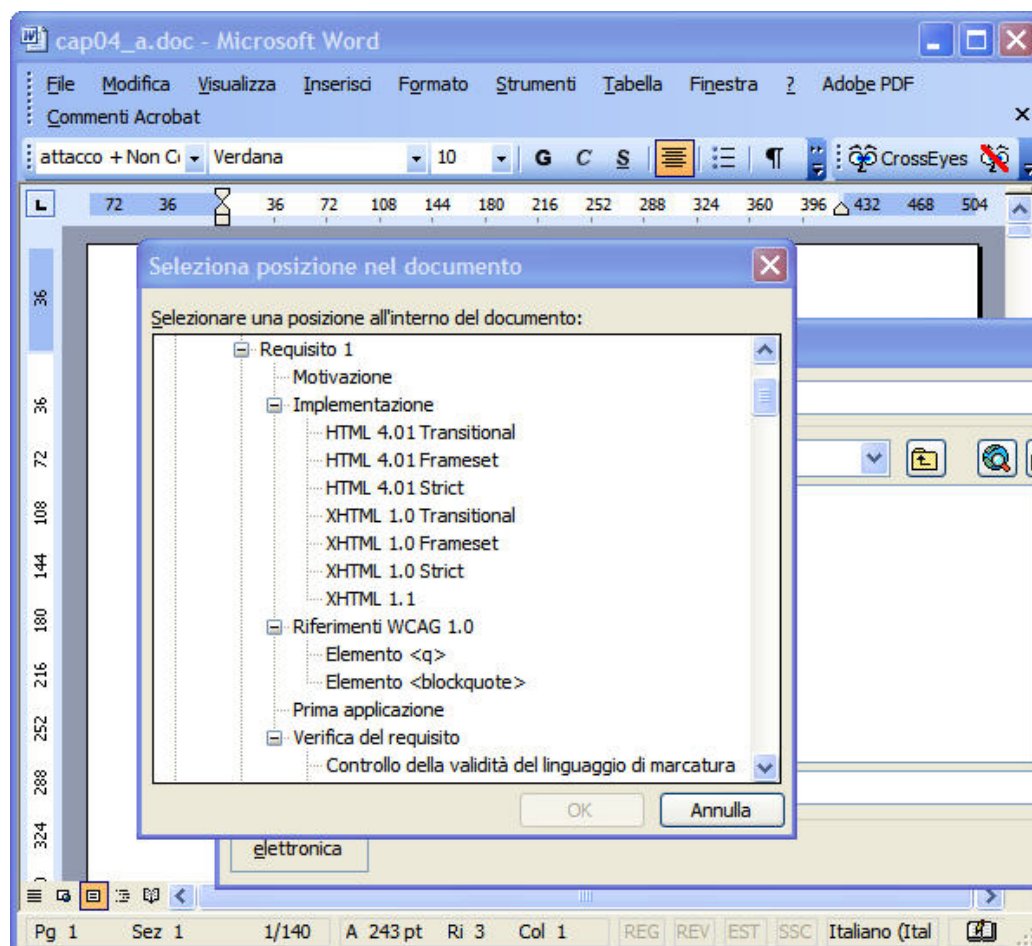 cap04_a.doc - Microsoft Word
File Modifica Visualizza Inserisci Formato Strumenti Tabella Finestra ? Adobe PDF
Commenti Acrobat
attacco + Non Verdana 10 G C S ¶ CrossEyes
L 72 36 36 72 108 144 180 216 252 288 324 360 396 432 468 504
Seleziona posizione nel documento
Selezionare una posizione all'interno del documento:
Requisito 1
Motivazione
Implementazione
HTML 4.01 Transitional
HTML 4.01 Frameset
HTML 4.01 Strict
XHTML 1.0 Transitional
XHTML 1.0 Frameset
XHTML 1.0 Strict
XHTML 1.1
Riferimenti WCAG 1.0
Elemento <q>
Elemento <blockquote>
Prima applicazione
Verifica del requisito
Controllo della validità del linguaggio di marcatura
OK Annulla
elettronica
36
36
72
108
144
180
216
252
288
324
Pg 1 Sez 1 1/140 A 243 pt Ri 3 Col 1 REG REV EST SSC Italiano (Ital